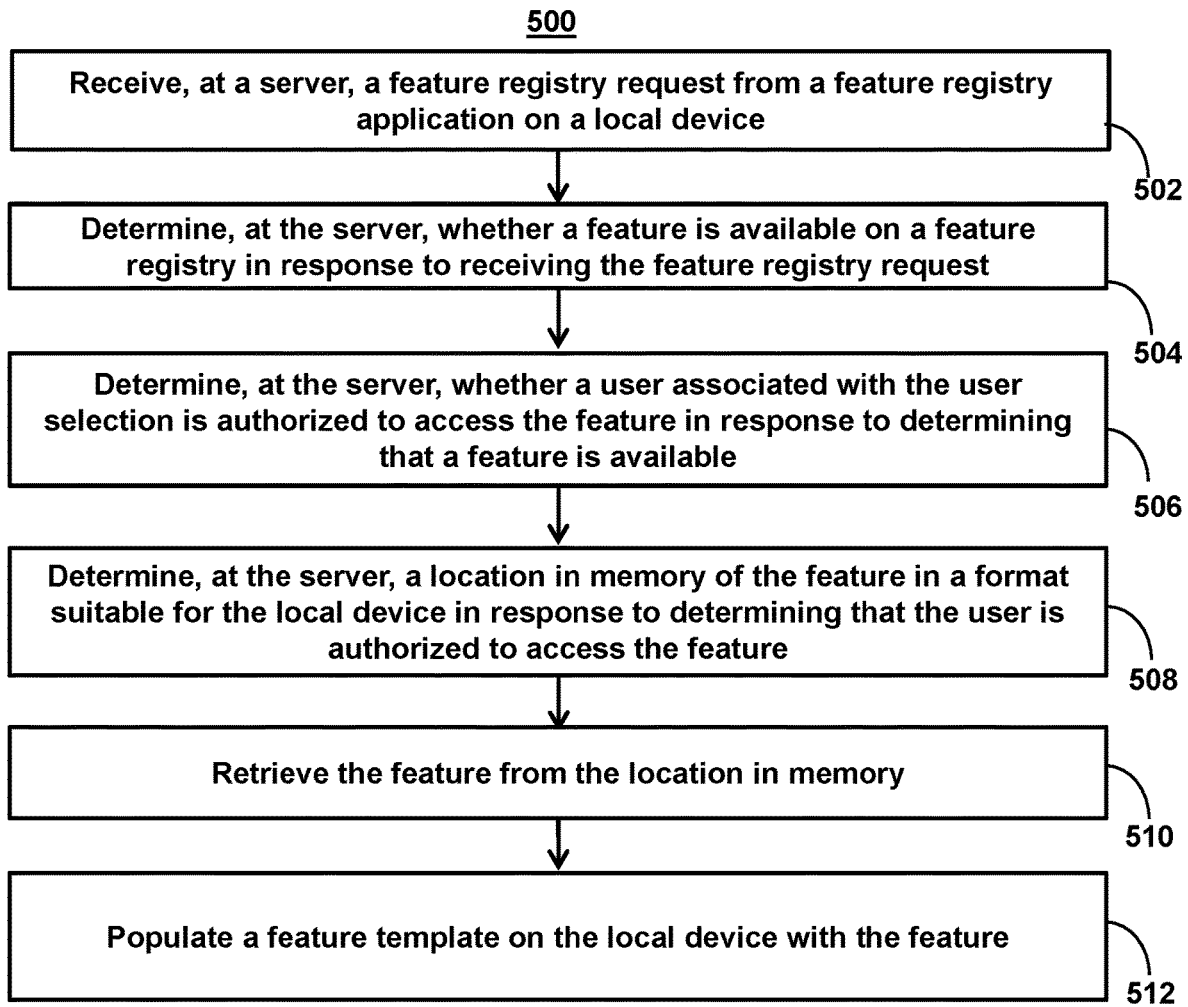 500
Receive, at a server, a feature registry request from a feature registry
application on a local device
502
Determine, at the server, whether a feature is available on a feature
registry in response to receiving the feature registry request
504
Determine, at the server, whether a user associated with the user
selection is authorized to access the feature in response to determining
that a feature is available
506
Determine, at the server, a location in memory of the feature in a format
suitable for the local device in response to determining that the user is
authorized to access the feature
508
Retrieve the feature from the location in memory
510
Populate a feature template on the local device with the feature
512